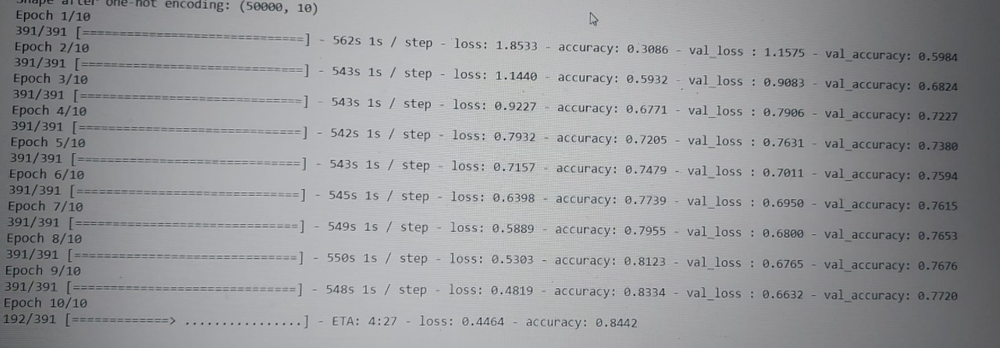 Shape after one-hot encoding: (50000, 10)
Epoch 1/10
391/391 [==============================] - 562s 1s / step - loss: 1.8533 - accuracy: 0.3086 - val_loss : 1.1575 - val_accuracy: 0.5984
Epoch 2/10
391/391 [==============================] - 543s 1s / step - loss: 1.1440 - accuracy: 0.5932 - val_loss : 0.9083 - val_accuracy: 0.6824
Epoch 3/10
391/391 [==============================] - 543s 1s / step - loss: 0.9227 - accuracy: 0.6771 - val_loss : 0.7906 - val_accuracy: 0.7227
Epoch 4/10
391/391 [==============================] - 542s 1s / step - loss: 0.7932 - accuracy: 0.7205 - val_loss : 0.7631 - val_accuracy: 0.7380
Epoch 5/10
391/391 [==============================] - 543s 1s / step - loss: 0.7157 - accuracy: 0.7479 - val_loss : 0.7011 - val_accuracy: 0.7594
Epoch 6/10
391/391 [==============================] - 545s 1s / step - loss: 0.6398 - accuracy: 0.7739 - val_loss : 0.6950 - val_accuracy: 0.7615
Epoch 7/10
391/391 [==============================] - 549s 1s / step - loss: 0.5889 - accuracy: 0.7955 - val_loss : 0.6800 - val_accuracy: 0.7653
Epoch 8/10
391/391 [==============================] - 550s 1s / step - loss: 0.5303 - accuracy: 0.8123 - val_loss : 0.6765 - val_accuracy: 0.7676
Epoch 9/10
391/391 [==============================] - 548s 1s / step - loss: 0.4819 - accuracy: 0.8334 - val_loss : 0.6632 - val_accuracy: 0.7720
Epoch 10/10
192/391 [=============> ................] - ETA: 4:27 - loss: 0.4464 - accuracy: 0.8442